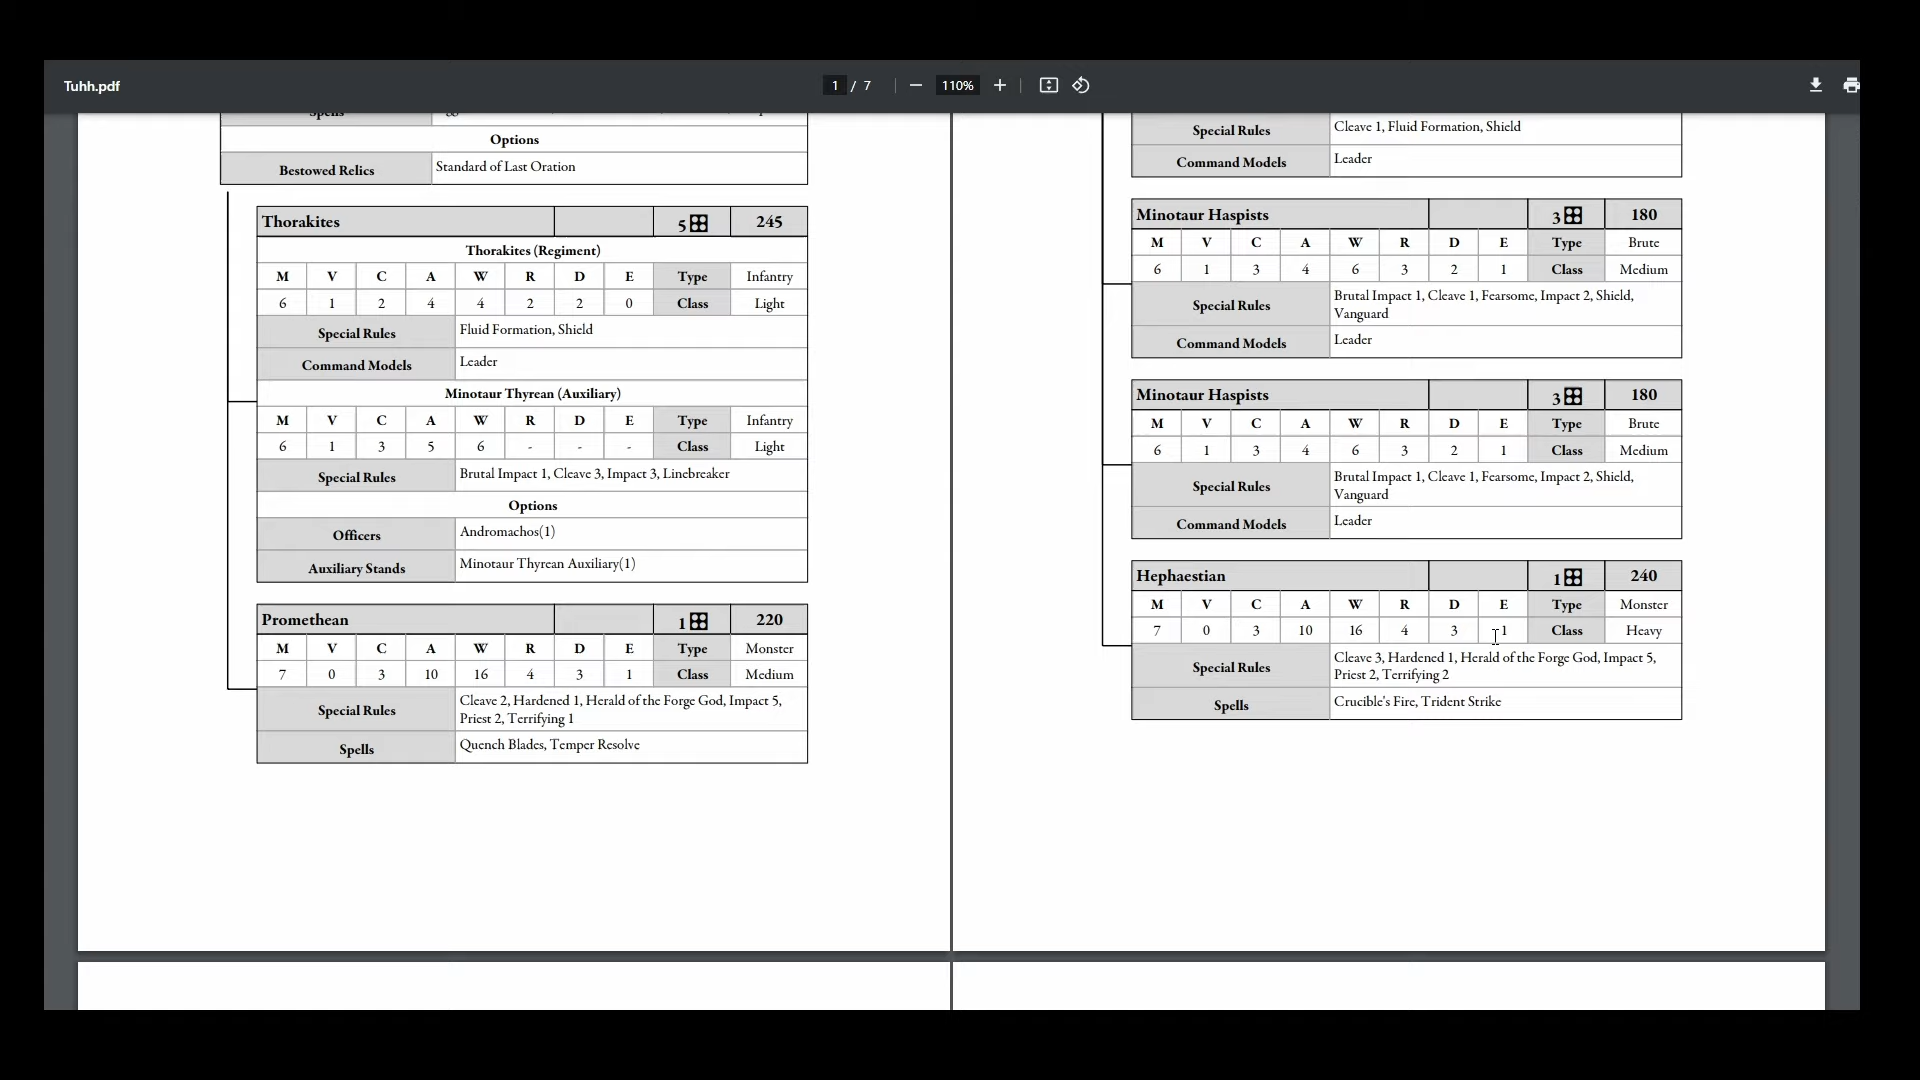 Tuhh.pdf
1 / 7
110%
Spells
Options
Bestowed Relics Standard of Last Oration
Thorakites 5 245
Thorakites (Regiment)
M V C A W R D E Type Infantry
6 1 2 4 4 2 2 0 Class Light
Special Rules Fluid Formation, Shield
Command Models Leader
Minotaur Thyrean (Auxiliary)
M V C A W R D E Type Infantry
6 1 3 5 6 - - - Class Light
Special Rules Brutal Impact 1, Cleave 3, Impact 3, Linebreaker
Options
Officers Andromachos(1)
Auxiliary Stands Minotaur Thyrean Auxiliary(1)
Promethean 1 220
M V C A W R D E Type Monster
7 0 3 10 16 4 3 1 Class Medium
Special Rules Cleave 2, Hardened 1, Herald of the Forge God, Impact 5,
Priest 2, Terrifying 1
Spells Quench Blades, Temper Resolve
Special Rules Cleave 1, Fluid Formation, Shield
Command Models Leader
Minotaur Haspists 3 180
M V C A W R D E Type Brute
6 1 3 4 6 3 2 1 Class Medium
Special Rules Brutal Impact 1, Cleave 1, Fearsome, Impact 2, Shield,
Vanguard
Command Models Leader
Minotaur Haspists 3 180
M V C A W R D E Type Brute
6 1 3 4 6 3 2 1 Class Medium
Special Rules Brutal Impact 1, Cleave 1, Fearsome, Impact 2, Shield,
Vanguard
Command Models Leader
Hephaestian 1 240
M V C A W R D E Type Monster
7 0 3 10 16 4 3 1 Class Heavy
Special Rules Cleave 3, Hardened 1, Herald of the Forge God, Impact 5,
Priest 2, Terrifying 2
Spells Crucible's Fire, Trident Strike